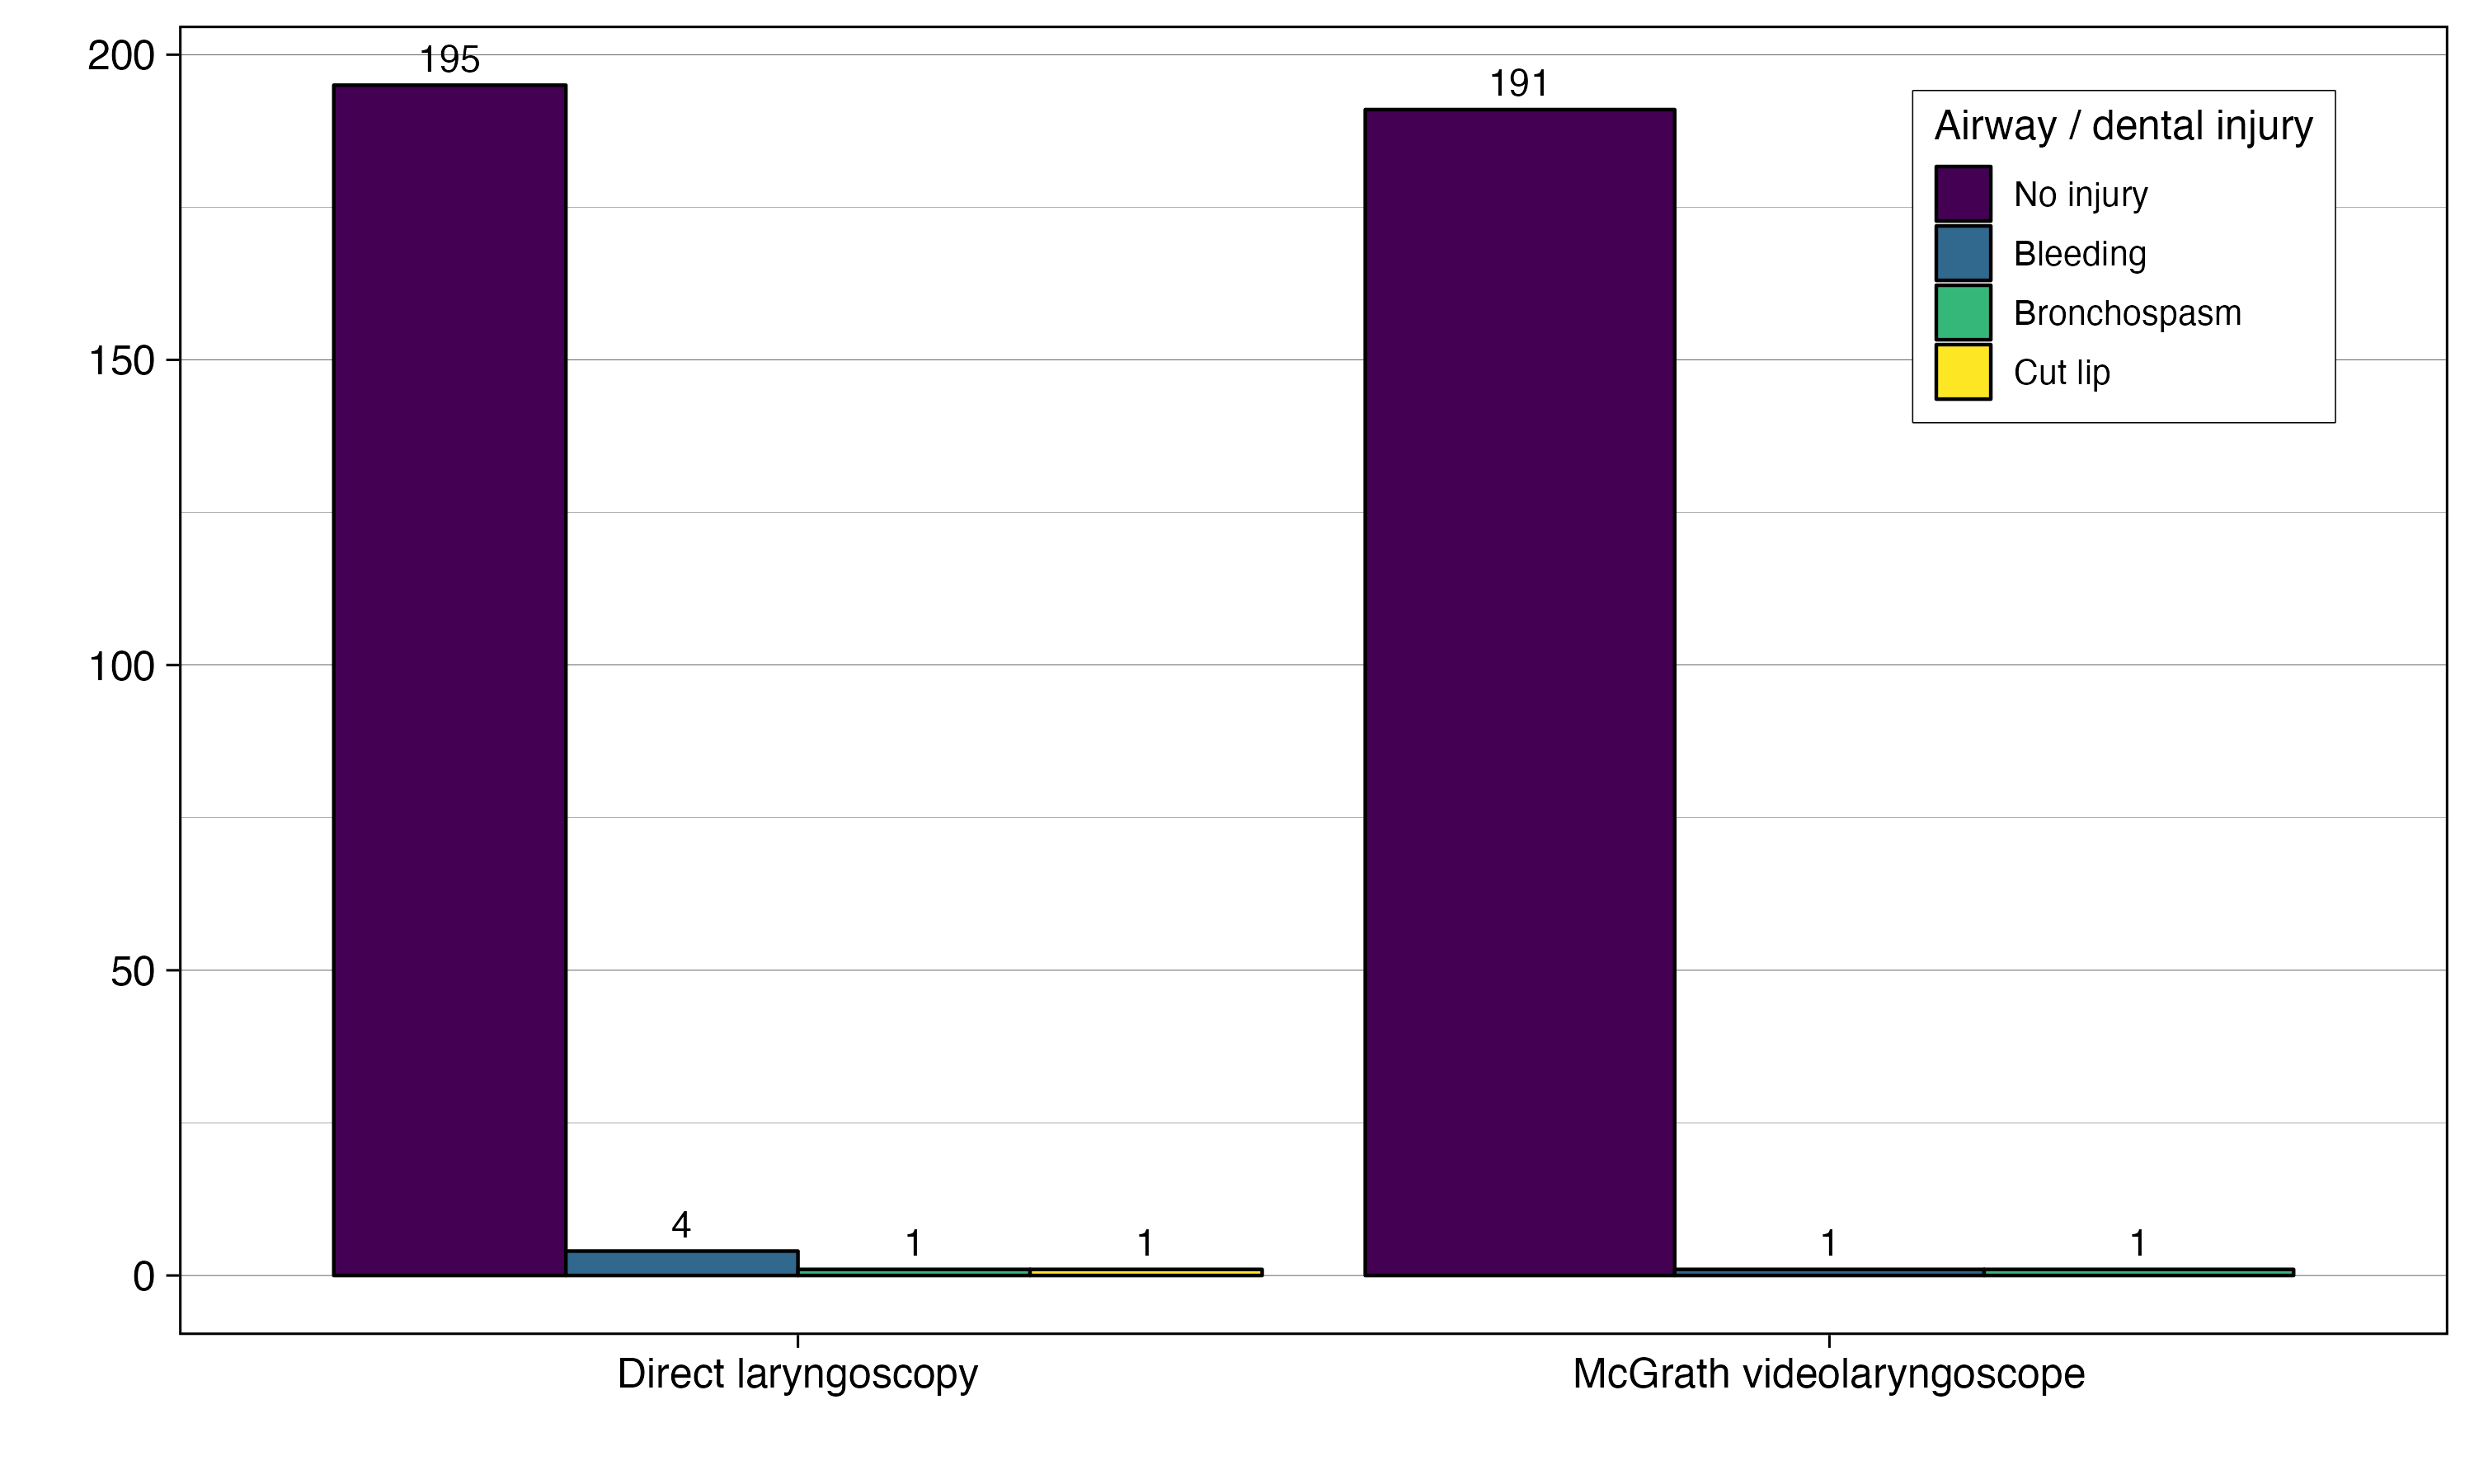 200
150
100
50
0
195
4
1
1
191
1
1
Airway / dental injury
No injury
Bleeding
Bronchospasm
Cut lip
Direct laryngoscopy
McGrath videolaryngoscope